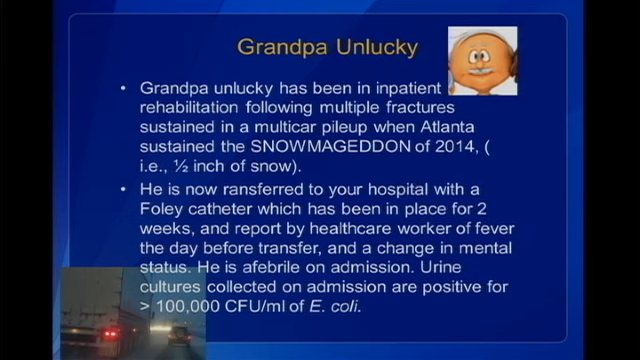 Grandpa Unlucky
• Grandpa unlucky has been in inpatient
rehabilitation following multiple fractures
sustained in a multicar pileup when Atlanta
sustained the SNOWMAGEDDON of 2014, (
i.e., ½ inch of snow).
• He is now ransferred to your hospital with a
Foley catheter which has been in place for 2
weeks, and report by healthcare worker of fever
the day before transfer, and a change in mental
status. He is afebrile on admission. Urine
cultures collected on admission are positive for
> 100,000 CFU/ml of E. coli.